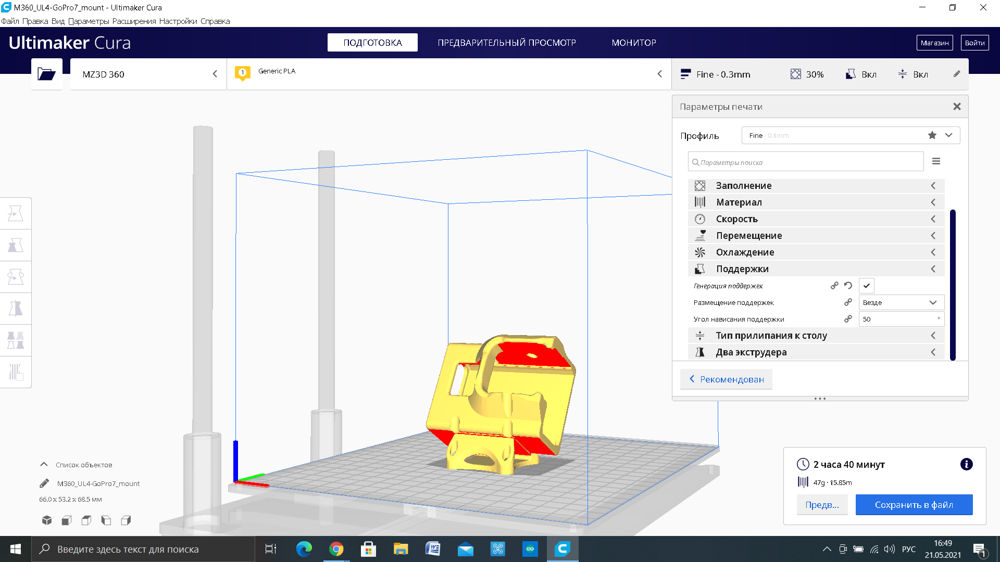 M360_UL4-GoPro7_mount - Ultimaker Cura
Файл Правка Вид Параметры Расширения Настройки Справка
Ultimaker Cura
ПОДГОТОВКА
ПРЕДВАРИТЕЛЬНЫЙ ПРОСМОТР
МОНИТОР
Магазин
Войти
MZ3D 360
1
Generic PLA
Fine - 0.3mm
30%
Вкл
Вкл
Параметры печати
Профиль
Fine - 0.1mm
Параметры поиска
Заполнение
Материал
Скорость
Перемещение
Охлаждение
Поддержки
Генерация поддержек
Размещение поддержек
Везде
Угол нависания поддержки
50
°
Тип прилипания к столу
Два экструдера
Рекомендован
Список объектов
M360_UL4-GoPro7_mount
66.0 x 53.2 x 68.5 мм
2 часа 40 минут
47g · 15.85m
Предв...
Сохранить в файл
Введите здесь текст для поиска
РУС
16:49
21.05.2021
1